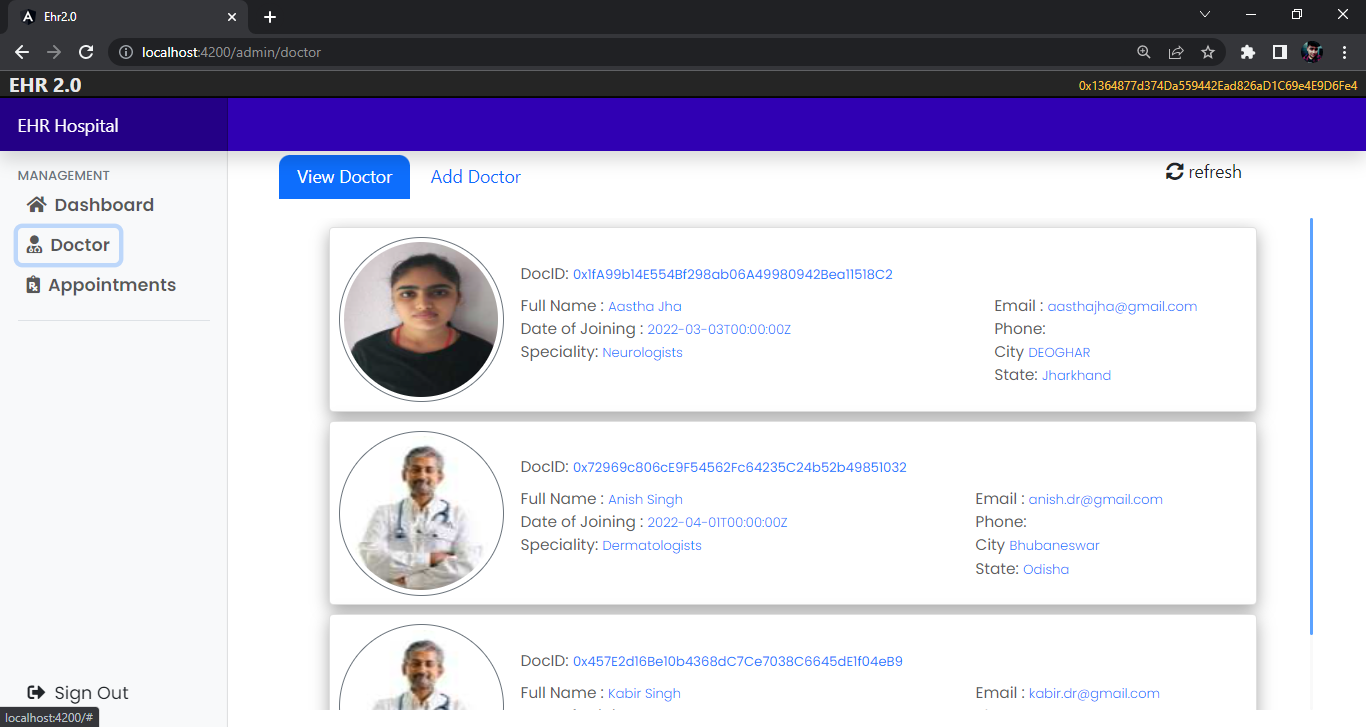 Ehr2.0
localhost:4200/admin/doctor
EHR 2.0
0x1364877d374Da559442Ead826aD1C69e4E9D6Fe4
EHR Hospital
MANAGEMENT
Dashboard
Doctor
Appointments
View Doctor
Add Doctor
refresh
DocID: 0x1fA99b14E554Bf298ab06A49980942Bea11518C2
Full Name : Aastha Jha
Date of Joining : 2022-03-03T00:00:00Z
Speciality: Neurologists
Email : aasthajha@gmail.com
Phone:
City DEOGHAR
State: Jharkhand
DocID: 0x72969c806cE9F54562Fc64235C24b52b49851032
Full Name : Anish Singh
Date of Joining : 2022-04-01T00:00:00Z
Speciality: Dermatologists
Email : anish.dr@gmail.com
Phone:
City Bhubaneswar
State: Odisha
DocID: 0x457E2d16Be10b4368dC7Ce7038C6645dE1f04eB9
Full Name : Kabir Singh
Email : kabir.dr@gmail.com
Sign Out
localhost:4200/#